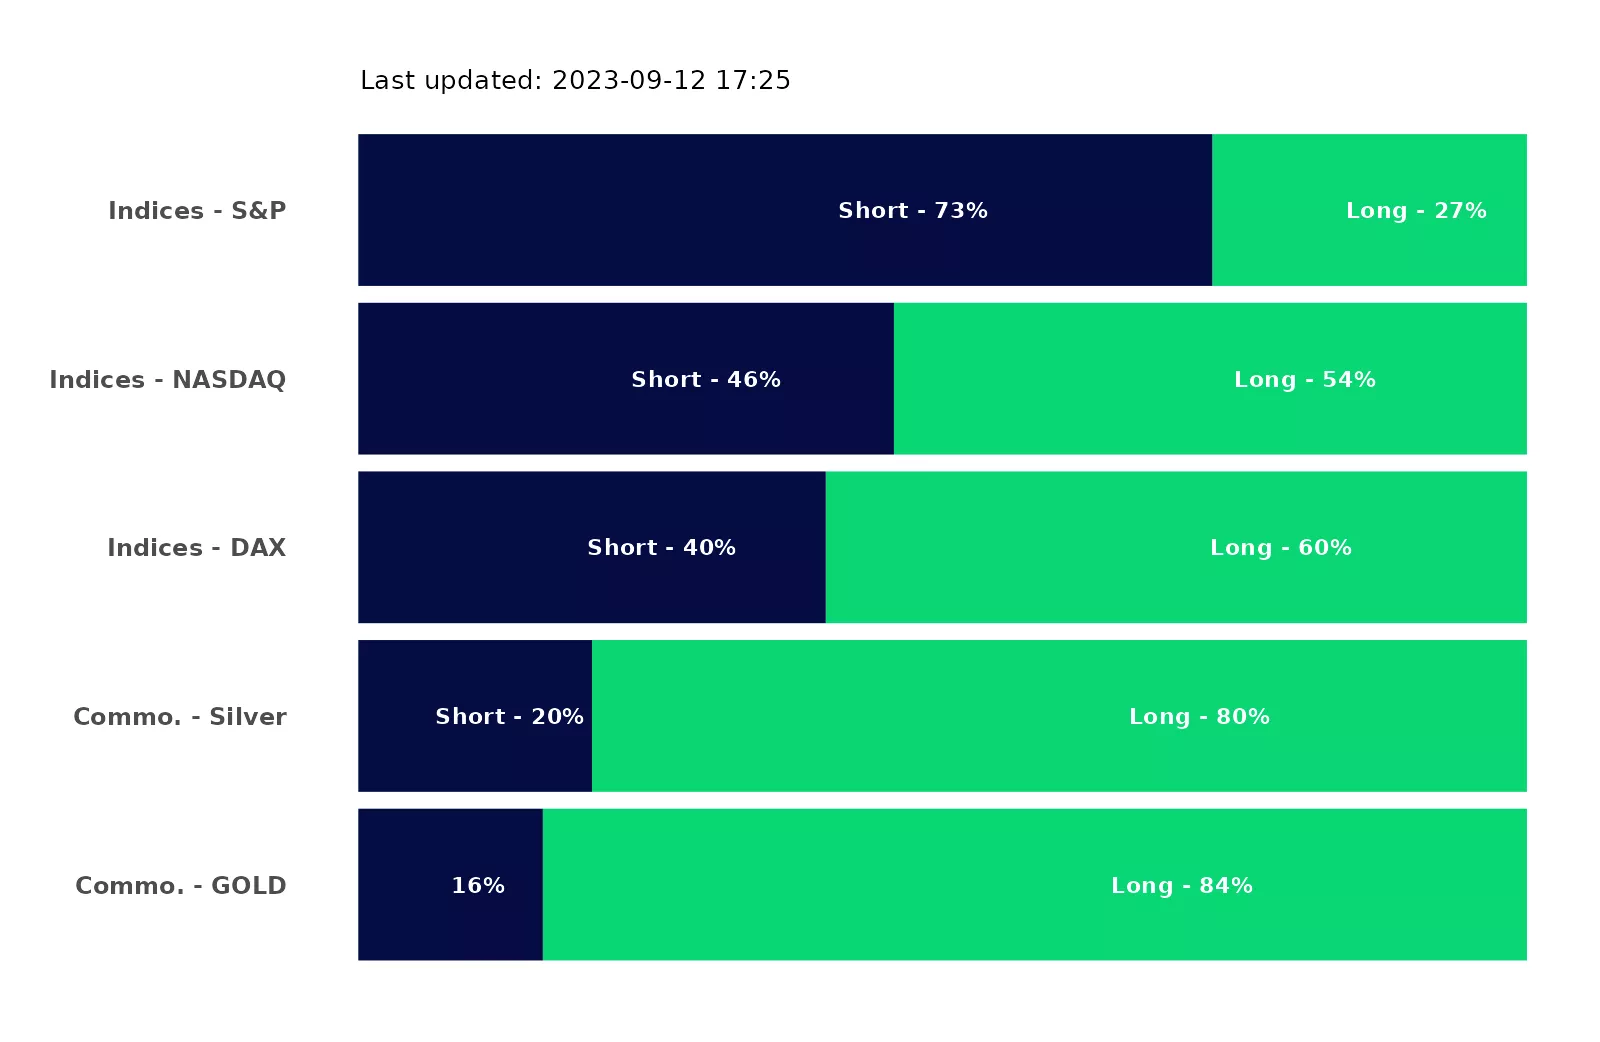 Last updated: 2023-09-12 17:25
Indices - S&P Short - 73% Long - 27%
Indices - NASDAQ Short - 46% Long - 54%
Indices - DAX Short - 40% Long - 60%
Commo. - Silver Short - 20% Long - 80%
Commo. - GOLD 16% Long - 84%